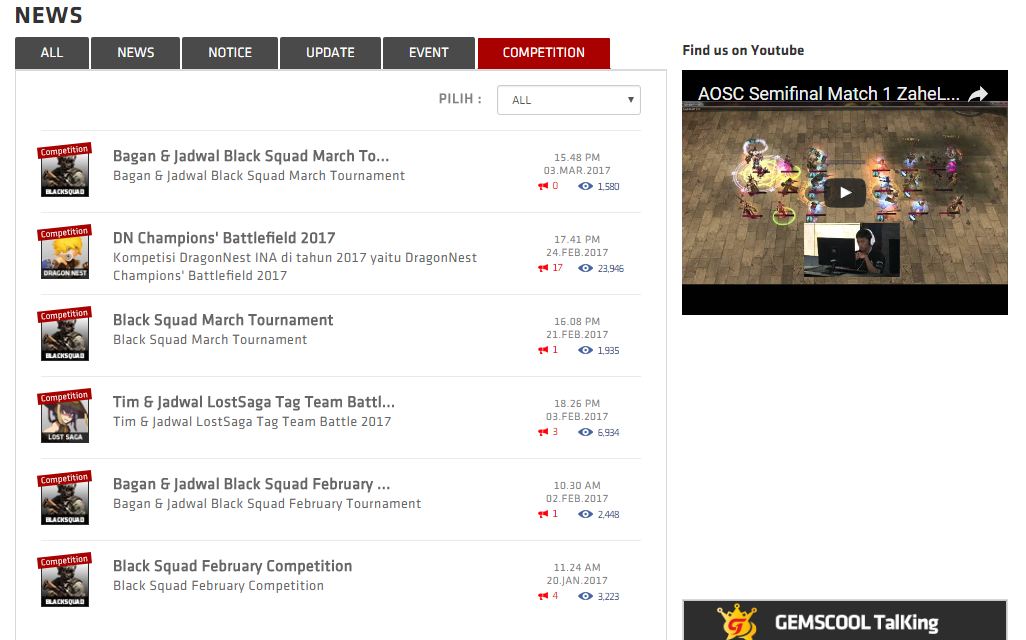 NEWS
ALL
NEWS
NOTICE
UPDATE
EVENT
COMPETITION
PILIH :
ALL
Competition
BLACKSQUAD
Bagan & Jadwal Black Squad March To...
Bagan & Jadwal Black Squad March Tournament
15.48 PM
03.MAR.2017
0
1,580
Competition
DRAGON NEST
DN Champions' Battlefield 2017
Kompetisi DragonNest INA di tahun 2017 yaitu DragonNest
Champions' Battlefield 2017
17.41 PM
24.FEB.2017
17
23,946
Competition
BLACKSQUAD
Black Squad March Tournament
Black Squad March Tournament
16.08 PM
21.FEB.2017
1
1,935
Competition
LOST SAGA
Tim & Jadwal LostSaga Tag Team Battl...
Tim & Jadwal LostSaga Tag Team Battle 2017
18.26 PM
03.FEB.2017
3
6,934
Competition
BLACKSQUAD
Bagan & Jadwal Black Squad February ...
Bagan & Jadwal Black Squad February Tournament
10.30 AM
02.FEB.2017
1
2,448
Competition
BLACKSQUAD
Black Squad February Competition
Black Squad February Competition
11.24 AM
20.JAN.2017
4
3,223
Find us on Youtube
AOSC Semifinal Match 1 ZaheL...
GEMSCOOL TalKing